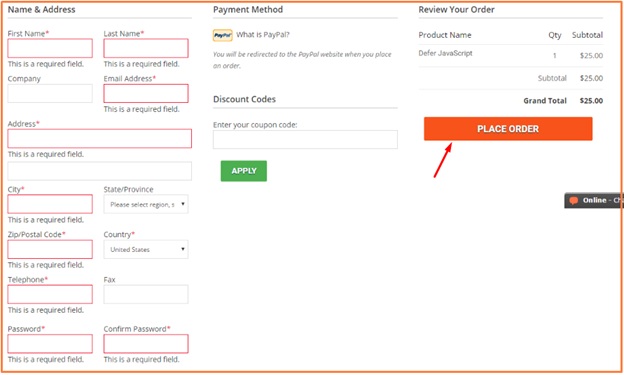 Name & Address
First Name*
Last Name*
This is a required field.
This is a required field.
Company
Email Address*
This is a required field.
Address*
This is a required field.
City*
State/Province
Please select region, s
This is a required field.
Zip/Postal Code*
Country*
United States
This is a required field.
Telephone*
Fax
This is a required field.
Password*
Confirm Password*
This is a required field.
This is a required field.
Payment Method
PayPal
What is PayPal?
You will be redirected to the PayPal website when you place
an order.
Discount Codes
Enter your coupon code:
APPLY
Review Your Order
Product Name Qty Subtotal
Defer JavaScript 1 $25.00
Subtotal $25.00
Grand Total $25.00
PLACE ORDER
Online - Cha